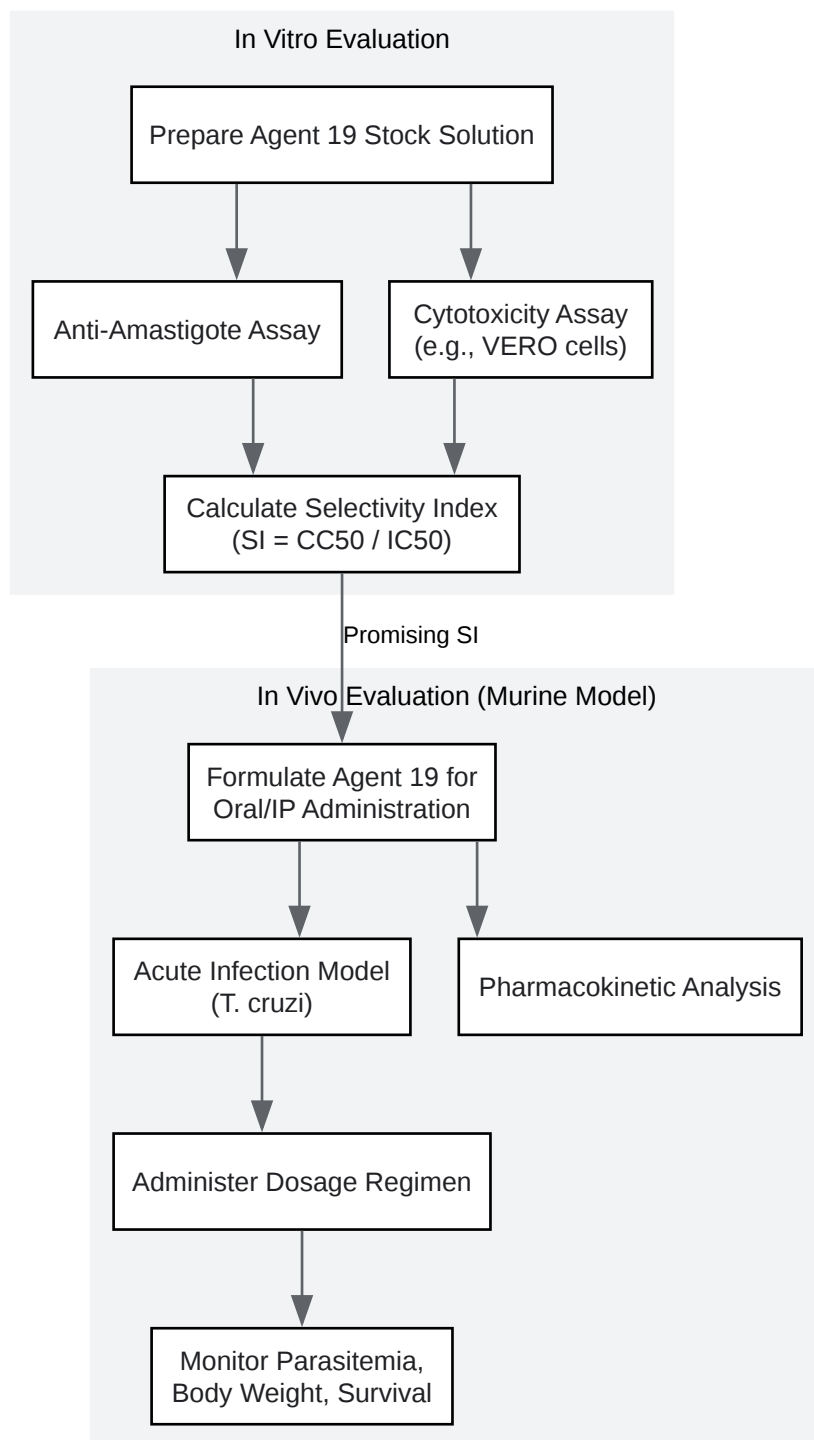 In Vitro Evaluation
Prepare Agent 19 Stock Solution
Anti-Amastigote Assay
Cytotoxicity Assay
(e.g., VERO cells)
Calculate Selectivity Index
(SI = CC50 / IC50)
Promising SI
In Vivo Evaluation (Murine Model)
Formulate Agent 19 for
Oral/IP Administration
Acute Infection Model
(T. cruzi)
Pharmacokinetic Analysis
Administer Dosage Regimen
Monitor Parasitemia,
Body Weight, Survival